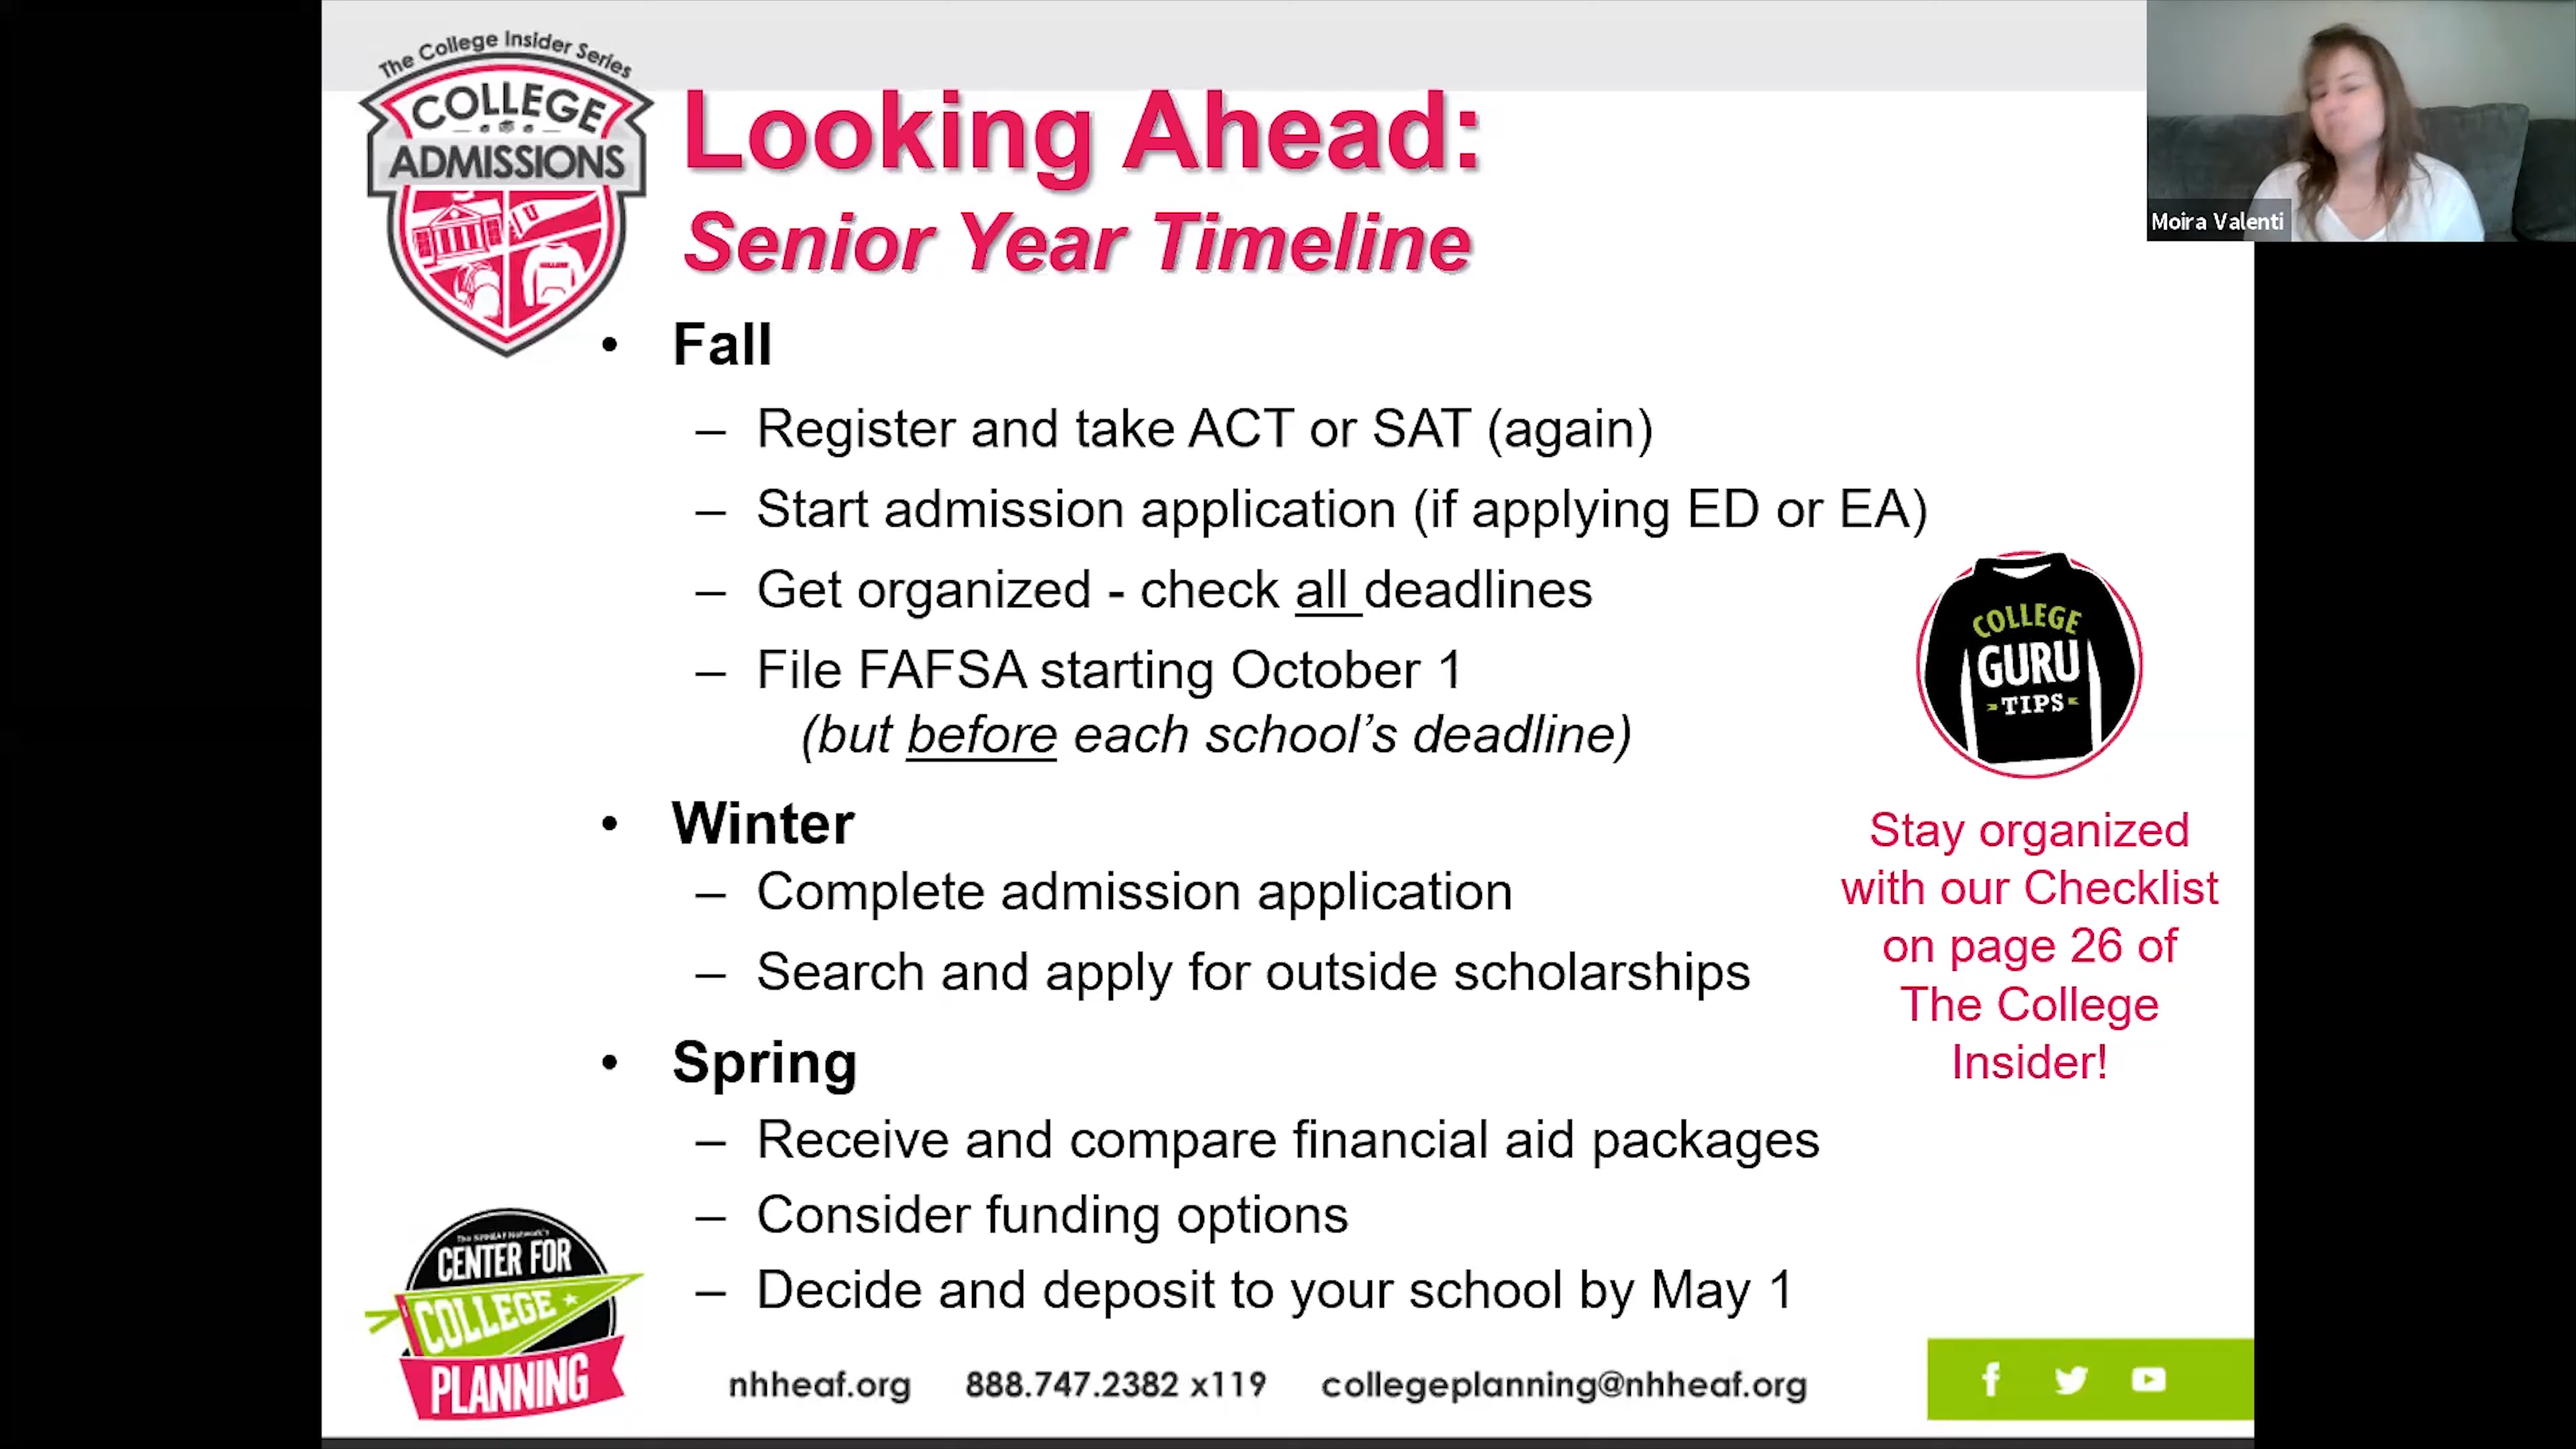 The College Insider Series
COLLEGE
ADMISSIONS
Looking Ahead:
Senior Year Timeline
Moira Valenti
• Fall
– Register and take ACT or SAT (again)
– Start admission application (if applying ED or EA)
– Get organized - check all deadlines
– File FAFSA starting October 1
(but before each school's deadline)
• Winter
– Complete admission application
– Search and apply for outside scholarships
• Spring
– Receive and compare financial aid packages
– Consider funding options
– Decide and deposit to your school by May 1
COLLEGE
GURU
TIPS
Stay organized
with our Checklist
on page 26 of
The College
Insider!
The NHHEAF Network's
CENTER FOR
COLLEGE
PLANNING
nhheaf.org 888.747.2382 x119 collegeplanning@nhheaf.org